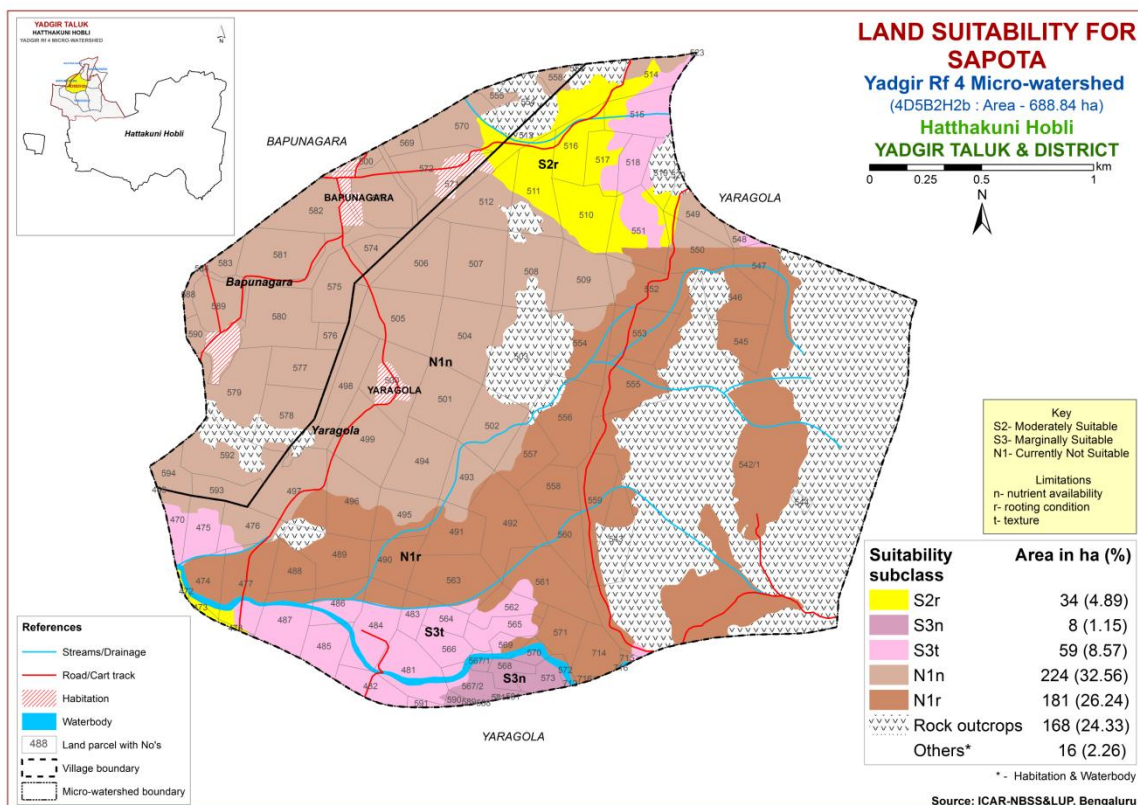 YADGIR TALUK
HATTHAKUNI HOBLI
YADGIR RF 4 MICRO-WATERSHED
N
Hattakuni Hobli
LAND SUITABILITY FOR
SAPOTA
Yadgir Rf 4 Micro-watershed
(4D5B2H2b : Area - 688.84 ha)
Hatthakuni Hobli
YADGIR TALUK & DISTRICT
km
0 0.25 0.5 1
N
BAPUNAGARA
YARAGOLA
523
514
558
555
570
569
515
516
517
518
S2r
572
571
511
512
510
551
549
550
548
547
BAPUNAGARA
582
574
581
583
506
507
508
509
552
546
Bapunagara
575
589
580
590
576
505
504
553
554
545
577
N1n
498
YARAGOLA
501
555
579
578
502
556
Yaragola
499
592
494
493
557
542/1
594
593
497
558
559
496
495
492
470
475
476
491
560
489
490
N1r
474
477
488
563
561
486
483
562
564
565
487
484
S3t
566
569
571
485
567/1
568
570
714
481
S3n
572
573
567/2
482
591
YARAGOLA
Key
S2- Moderately Suitable
S3- Marginally Suitable
N1- Currently Not Suitable
Limitations
n- nutrient availability
r- rooting condition
t- texture
Suitability subclass Area in ha (%)
S2r 34 (4.89)
S3n 8 (1.15)
S3t 59 (8.57)
N1n 224 (32.56)
N1r 181 (26.24)
Rock outcrops 168 (24.33)
Others* 16 (2.26)
* - Habitation & Waterbody
Source: ICAR-NBSS&LUP, Bengaluru
References
Streams/Drainage
Road/Cart track
Habitation
Waterbody
488 Land parcel with No's
Village boundary
Micro-watershed boundary